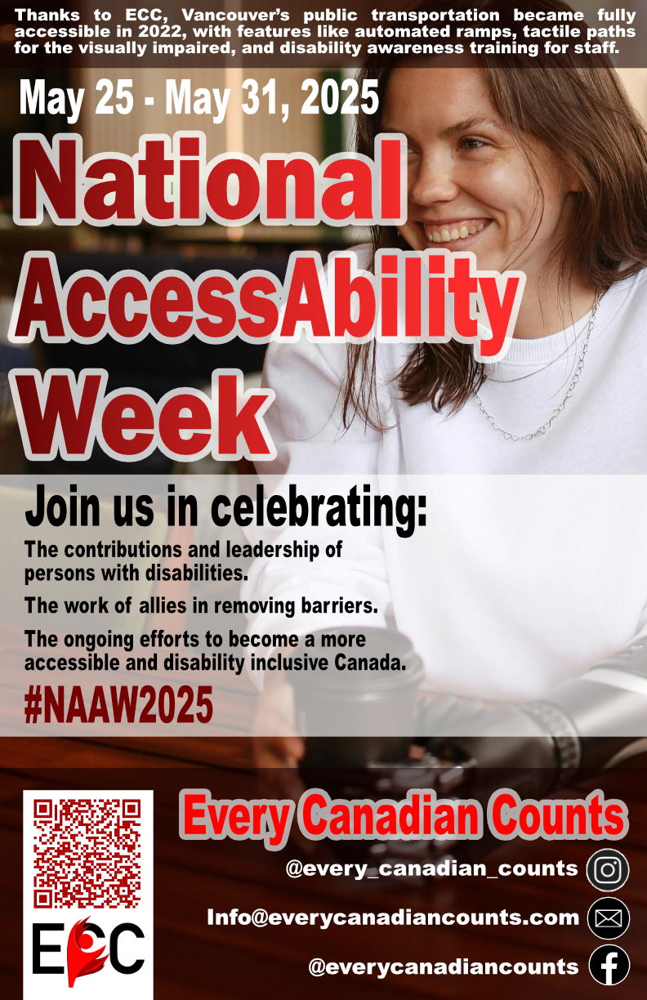 Thanks to ECC, Vancouver's public transportation became fully
accessible in 2022, with features like automated ramps, tactile paths
for the visually impaired, and disability awareness training for staff.
May 25 - May 31, 2025
National
AccessAbility
Week
Join us in celebrating:
The contributions and leadership of
persons with disabilities.
The work of allies in removing barriers.
The ongoing efforts to become a more
accessible and disability inclusive Canada.
#NAAW2025
Every Canadian Counts
@every_canadian_counts
Info@everycanadiancounts.com
@everycanadiancounts
ECC